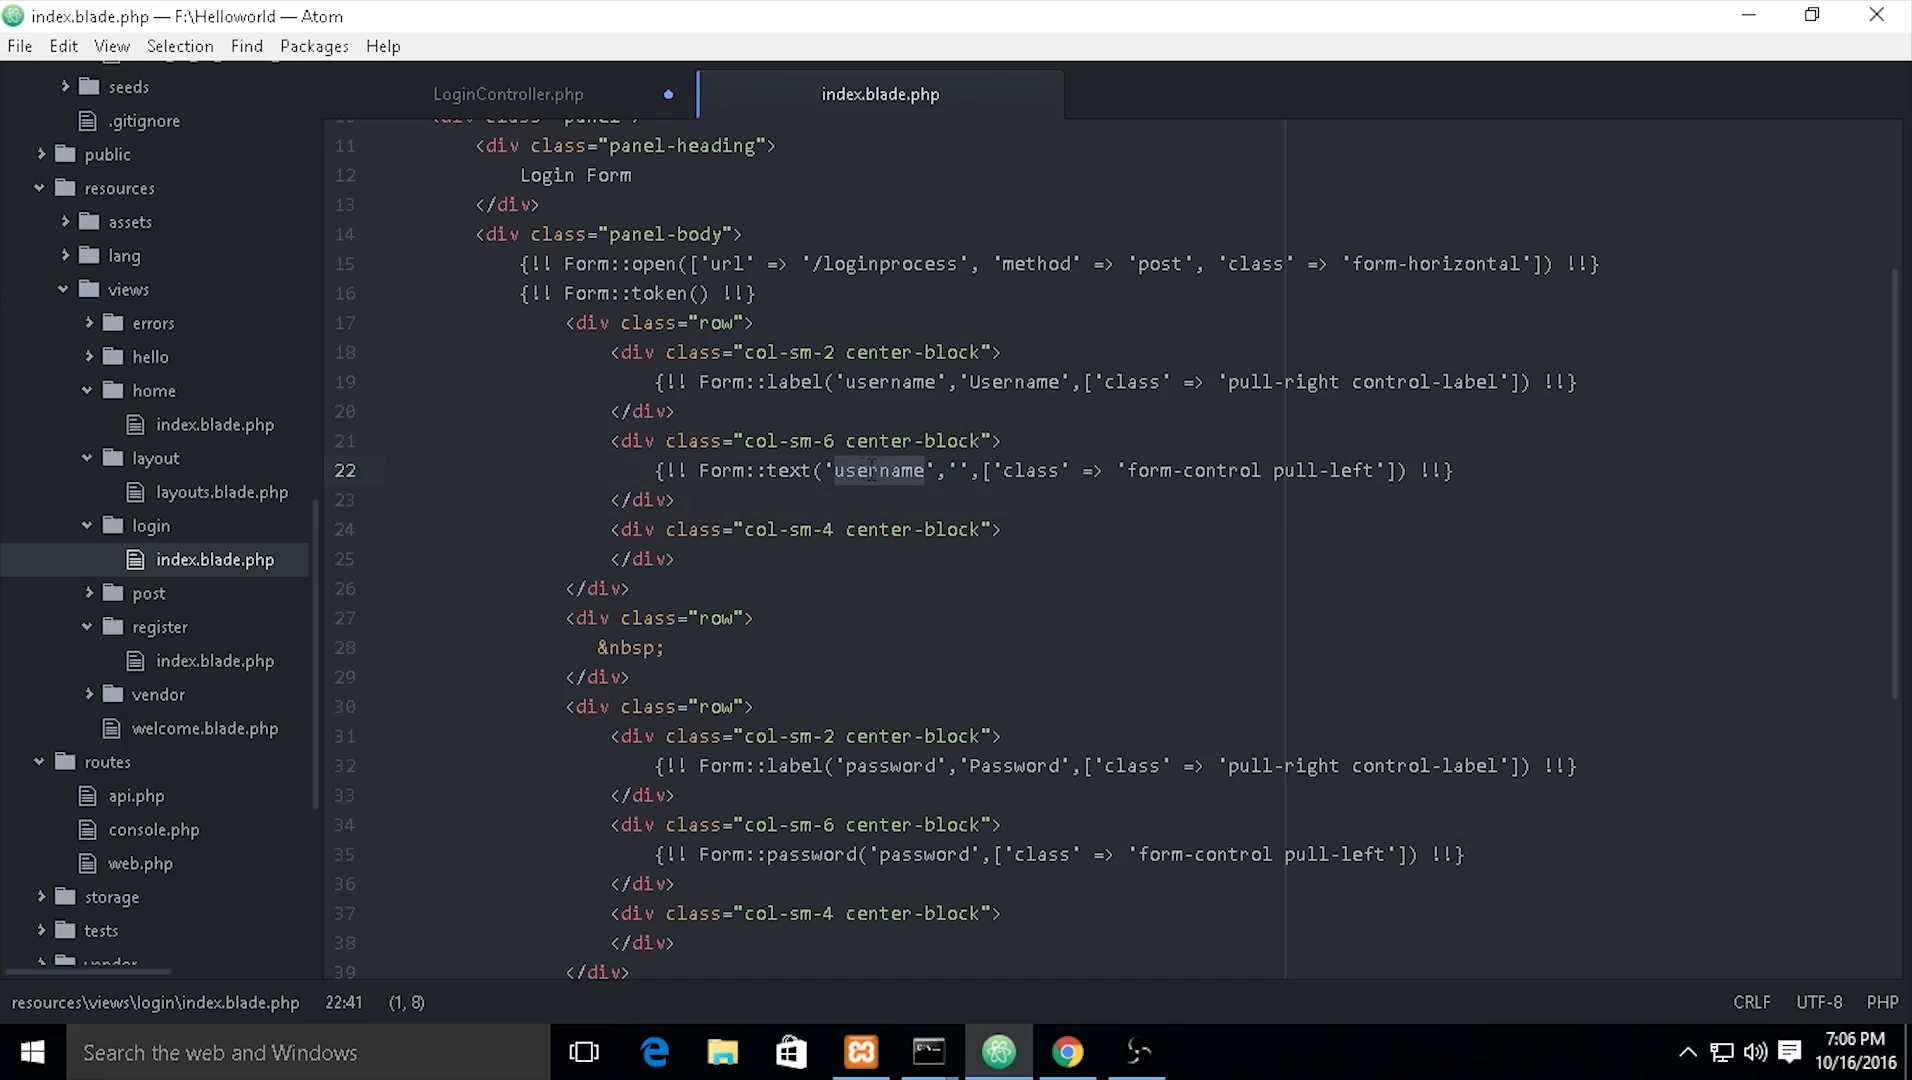 index.blade.php — F:\Helloworld — Atom
File Edit View Selection Find Packages Help
seeds
.gitignore
public
resources
assets
lang
views
errors
hello
home
index.blade.php
layout
layouts.blade.php
login
index.blade.php
post
register
index.blade.php
vendor
welcome.blade.php
routes
api.php
console.php
web.php
storage
tests
vendor
LoginController.php
index.blade.php
10 <div class="panel">
11 <div class="panel-heading">
12 Login Form
13 </div>
14 <div class="panel-body">
15 {!! Form::open(['url' => '/loginprocess', 'method' => 'post', 'class' => 'form-horizontal']) !!}
16 {!! Form::token() !!}
17 <div class="row">
18 <div class="col-sm-2 center-block">
19 {!! Form::label('username','Username',['class' => 'pull-right control-label']) !!}
20 </div>
21 <div class="col-sm-6 center-block">
22 {!! Form::text('username','',['class' => 'form-control pull-left']) !!}
23 </div>
24 <div class="col-sm-4 center-block">
25 </div>
26 </div>
27 <div class="row">
28 &nbsp;
29 </div>
30 <div class="row">
31 <div class="col-sm-2 center-block">
32 {!! Form::label('password','Password',['class' => 'pull-right control-label']) !!}
33 </div>
34 <div class="col-sm-6 center-block">
35 {!! Form::password('password',['class' => 'form-control pull-left']) !!}
36 </div>
37 <div class="col-sm-4 center-block">
38 </div>
39 </div>
resources\views\login\index.blade.php 22:41 (1, 8) CRLF UTF-8 PHP
Search the web and Windows
7:06 PM
10/16/2016